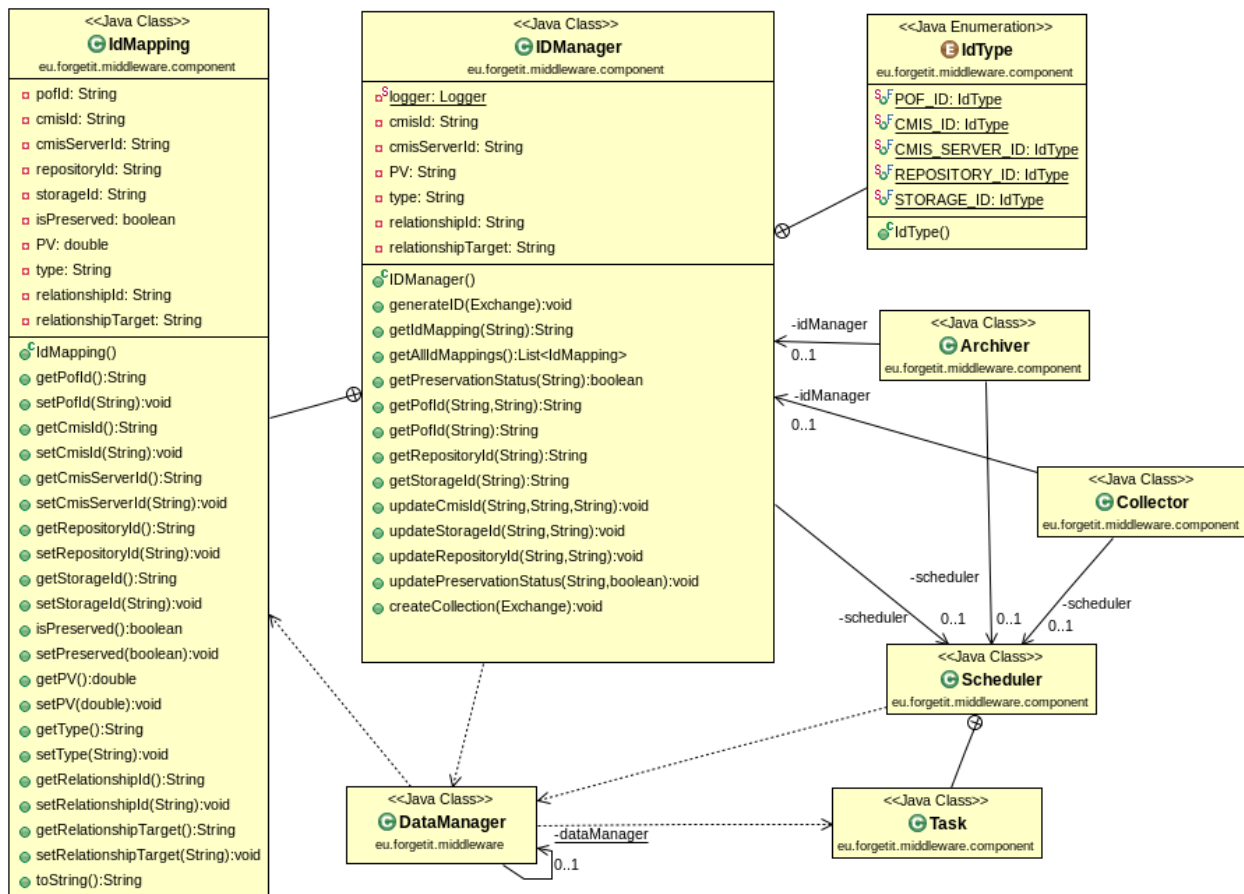 <<Java Class>>
IdMapping
eu.forgetit.middleware.component
pofId: String
cmisId: String
cmisServerId: String
repositoryId: String
storageId: String
isPreserved: boolean
PV: double
type: String
relationshipId: String
relationshipTarget: String
IdMapping()
getPofId():String
setPofId(String):void
getCmisId():String
setCmisId(String):void
getCmisServerId():String
setCmisServerId(String):void
getRepositoryId():String
setRepositoryId(String):void
getStorageId():String
setStorageId(String):void
isPreserved():boolean
setPreserved(boolean):void
getPV():double
setPV(double):void
getType():String
setType(String):void
getRelationshipId():String
setRelationshipId(String):void
getRelationshipTarget():String
setRelationshipTarget(String):void
toString():String
<<Java Class>>
IDManager
eu.forgetit.middleware.component
logger: Logger
cmisId: String
cmisServerId: String
PV: String
type: String
relationshipId: String
relationshipTarget: String
IDManager()
generateID(Exchange):void
getIdMapping(String):String
getAllIdMappings():List<IdMapping>
getPreservationStatus(String):boolean
getPofId(String,String):String
getPofId(String):String
getRepositoryId(String):String
getStorageId(String):String
updateCmisId(String,String,String):void
updateStorageId(String,String):void
updateRepositoryId(String,String):void
updatePreservationStatus(String,boolean):void
createCollection(Exchange):void
<<Java Enumeration>>
IdType
eu.forgetit.middleware.component
POF_ID: IdType
CMIS_ID: IdType
CMIS_SERVER_ID: IdType
REPOSITORY_ID: IdType
STORAGE_ID: IdType
IdType()
-idManager
0..1
<<Java Class>>
Archiver
eu.forgetit.middleware.component
-idManager
0..1
<<Java Class>>
Collector
eu.forgetit.middleware.component
-scheduler
0..1
-scheduler
0..1
-scheduler
0..1
<<Java Class>>
Scheduler
eu.forgetit.middleware.component
<<Java Class>>
DataManager
eu.forgetit.middleware
-dataManager
0..1
<<Java Class>>
Task
eu.forgetit.middleware.component